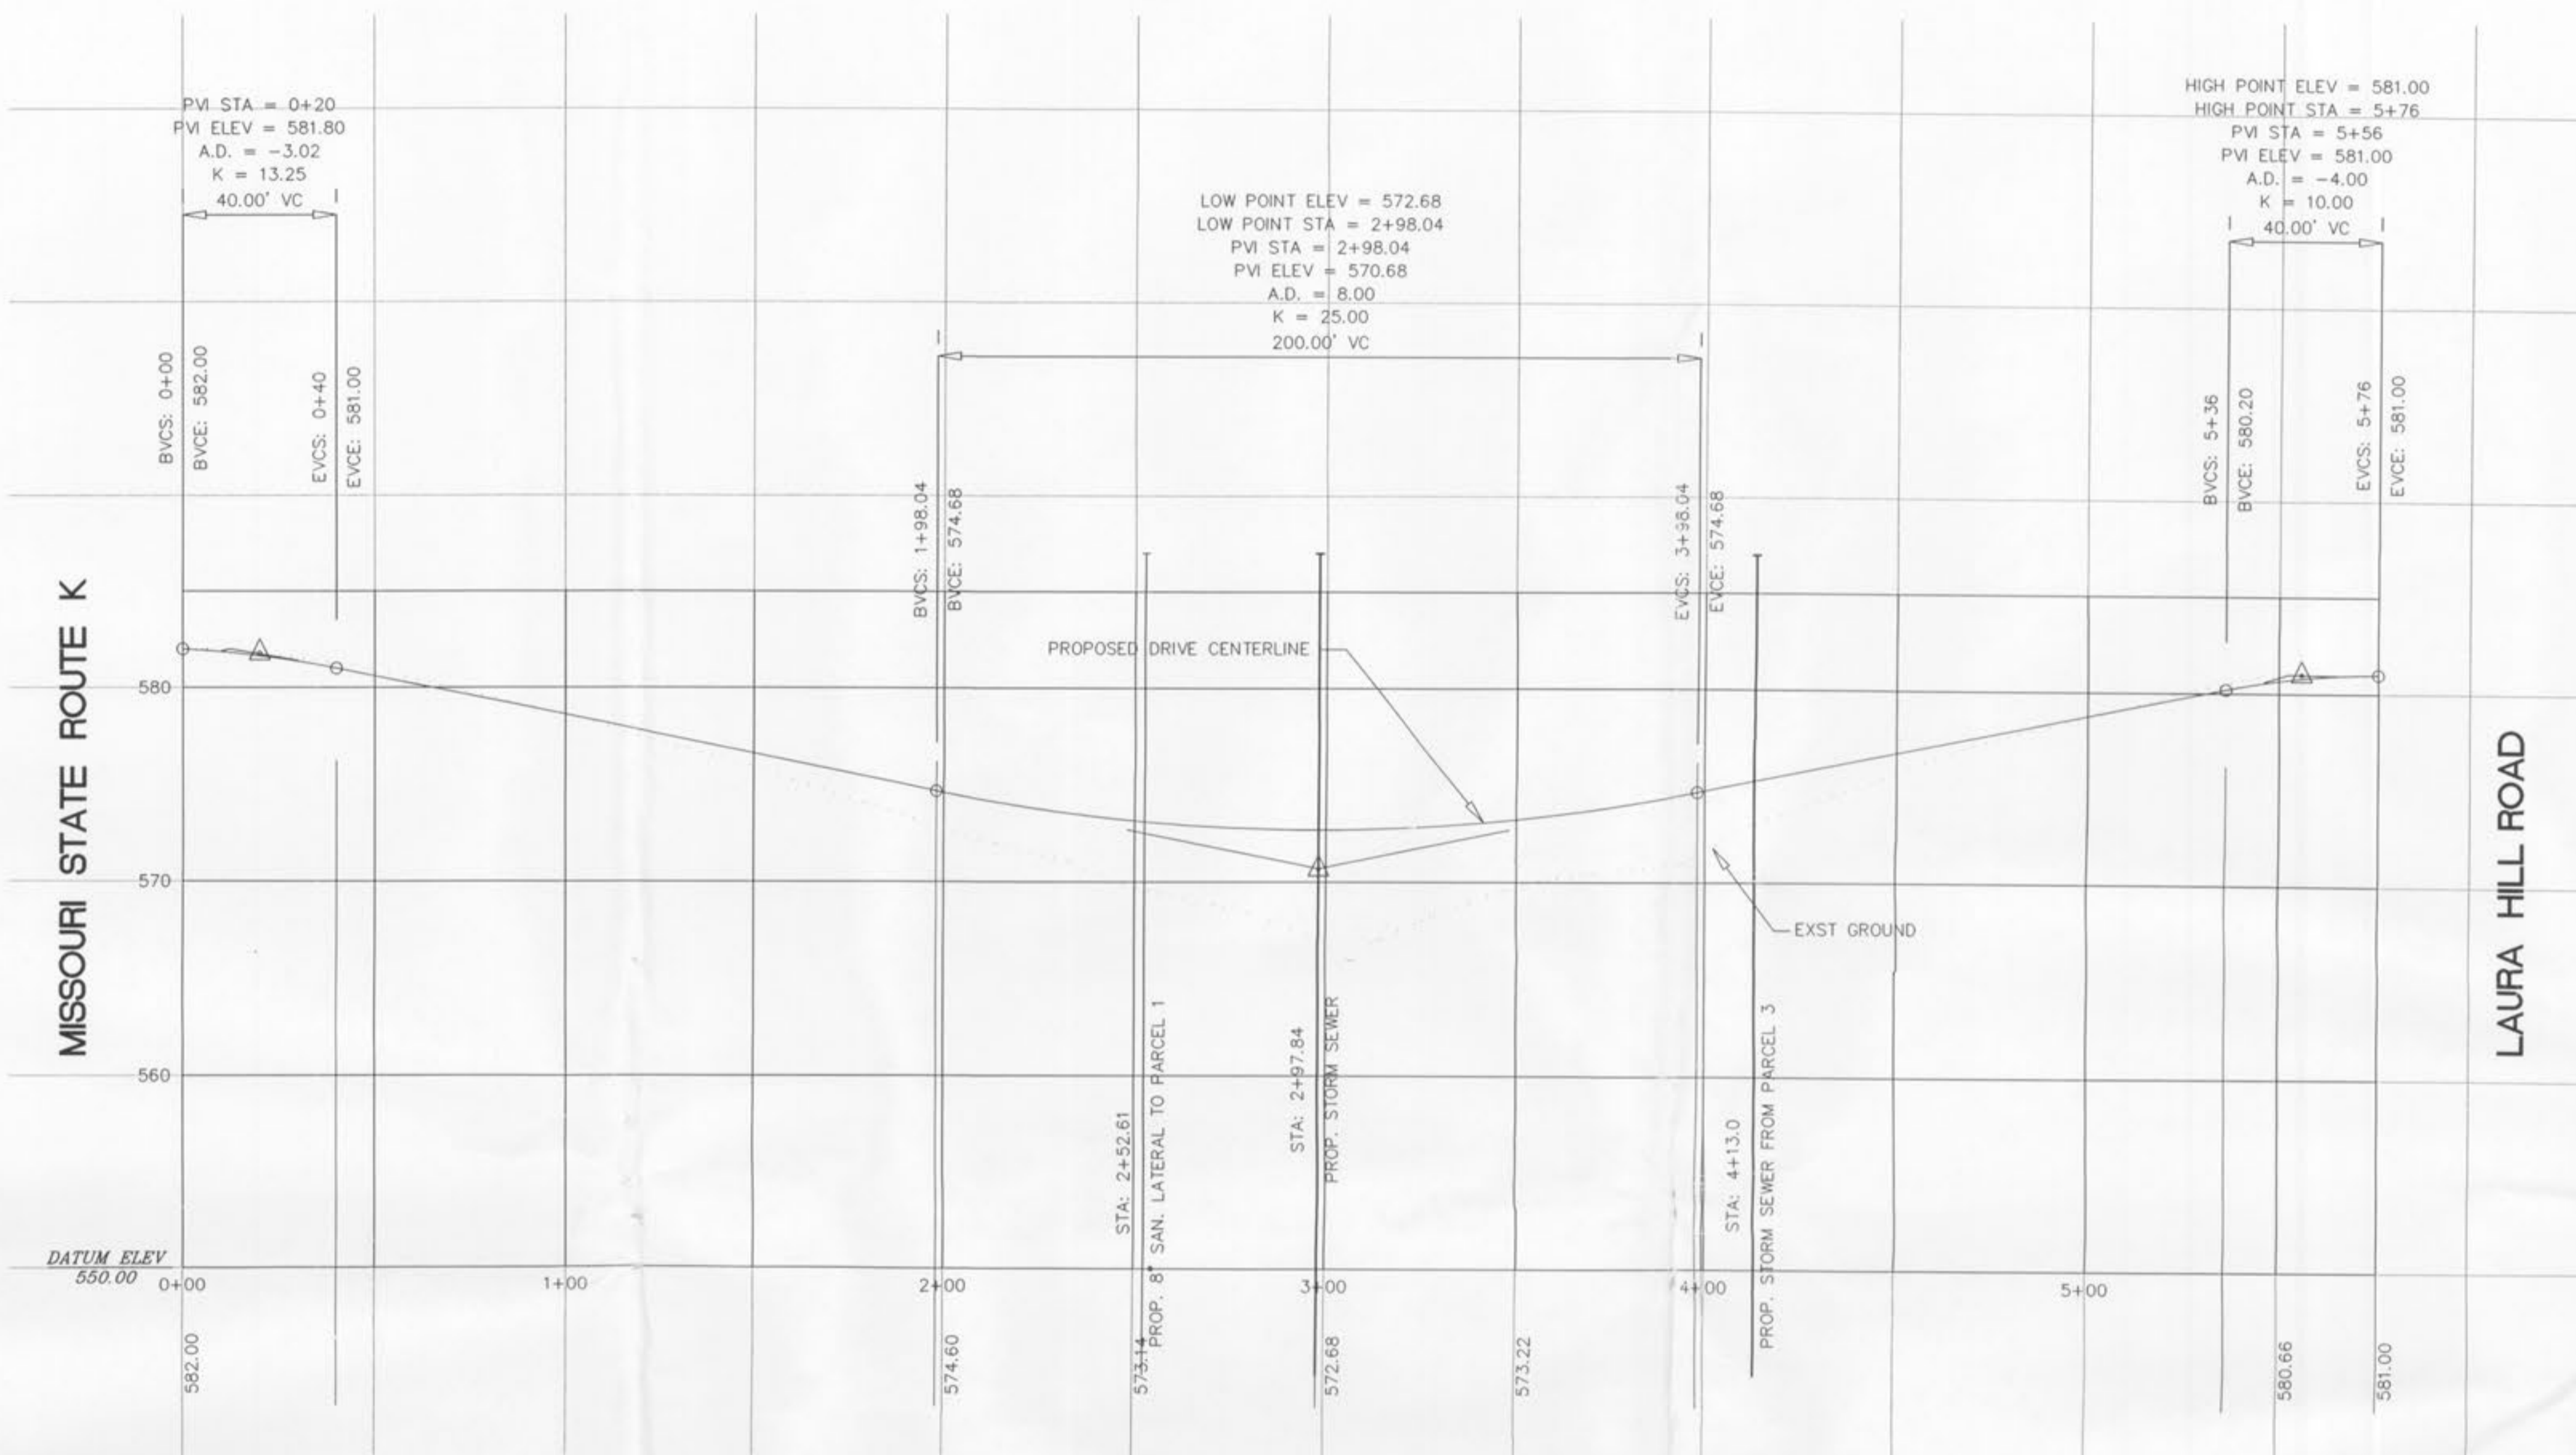 PVI STA = 0+20
PVI ELEV = 581.80
A.D. = -3.02
K = 13.25
40.00' VC
BVCS: 0+00
BVCE: 582.00
EVCS: 0+40
EVCE: 581.00
LOW POINT ELEV = 572.68
LOW POINT STA = 2+98.04
PVI STA = 2+98.04
PVI ELEV = 570.68
A.D. = 8.00
K = 25.00
200.00' VC
BVCS: 1+98.04
BVCE: 574.68
EVCS: 3+98.04
EVCE: 574.68
HIGH POINT ELEV = 581.00
HIGH POINT STA = 5+76
PVI STA = 5+56
PVI ELEV = 581.00
A.D. = -4.00
K = 10.00
40.00' VC
BVCS: 5+36
BVCE: 580.20
EVCS: 5+76
EVCE: 581.00
MISSOURI STATE ROUTE K
PROPOSED DRIVE CENTERLINE
EXST GROUND
LAURA HILL ROAD
580
570
560
STA: 2+52.61
PROP. 8" SAN. LATERAL TO PARCEL 1
STA: 2+97.84
PROP. STORM SEWER
STA: 4+13.0
PROP. STORM SEWER FROM PARCEL 3
DATUM ELEV
550.00
0+00
1+00
2+00
3+00
4+00
5+00
582.00
574.60
573.14
572.68
573.22
580.66
581.00